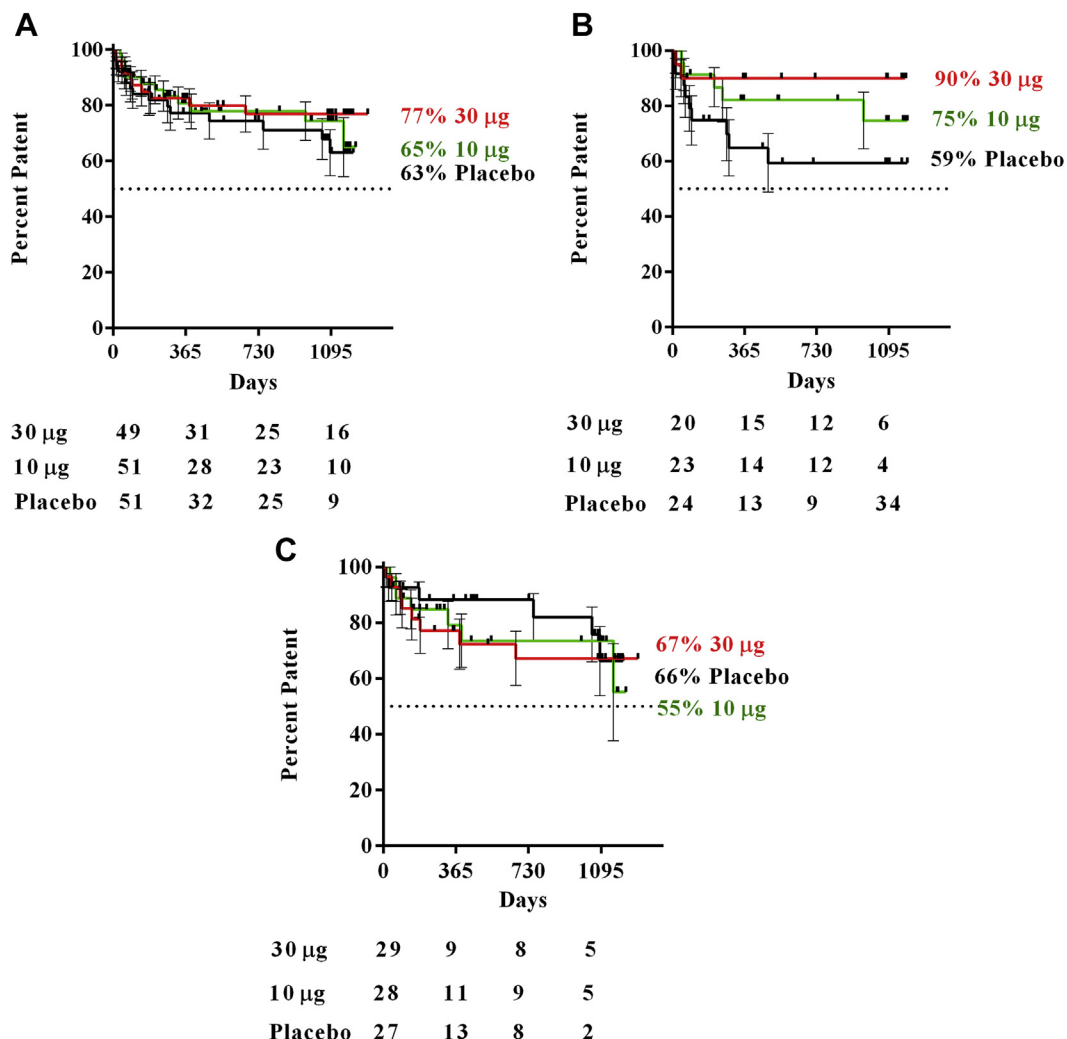 A
Percent Patent
100
80
60
40
20
0
0 365 730 1095
Days
77% 30 μg
65% 10 μg
63% Placebo
30 μg 49 31 25 16
10 μg 51 28 23 10
Placebo 51 32 25 9
B
Percent Patent
100
80
60
40
20
0
0 365 730 1095
Days
90% 30 μg
75% 10 μg
59% Placebo
30 μg 20 15 12 6
10 μg 23 14 12 4
Placebo 24 13 9 34
C
Percent Patent
100
80
60
40
20
0
0 365 730 1095
Days
67% 30 μg
66% Placebo
55% 10 μg
30 μg 29 9 8 5
10 μg 28 11 9 5
Placebo 27 13 8 2